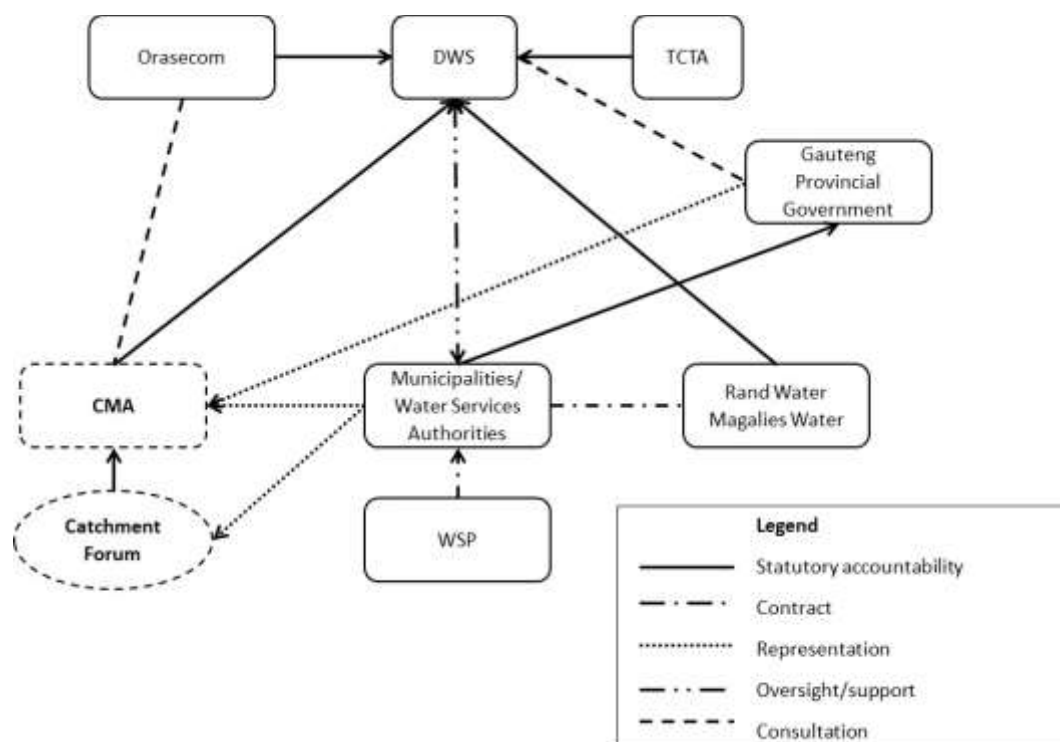 Orasecom
DWS
TCTA
Gauteng
Provincial
Government
CMA
Municipalities/
Water Services
Authorities
Rand Water
Magalies Water
Catchment
Forum
WSP
Legend
Statutory accountability
Contract
Representation
Oversight/support
Consultation